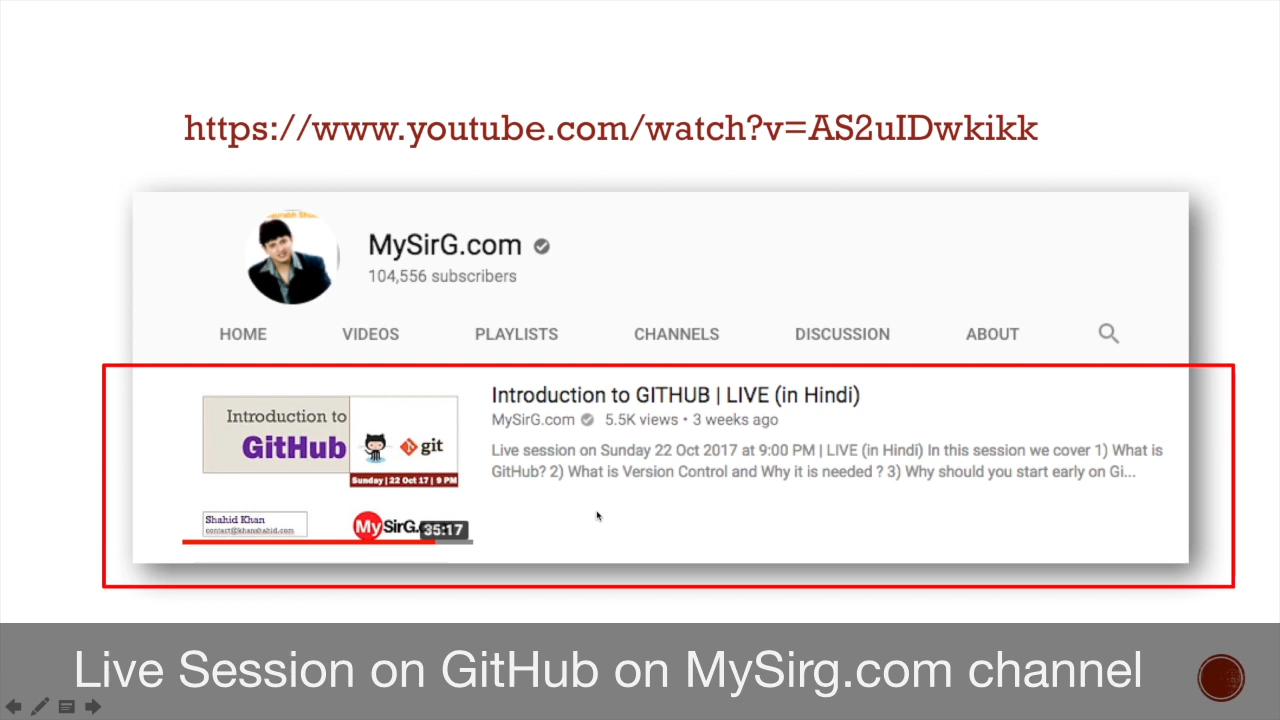 https://www.youtube.com/watch?v=AS2uIDwkikk
MySirG.com
104,556 subscribers
HOME VIDEOS PLAYLISTS CHANNELS DISCUSSION ABOUT
Introduction to GITHUB | LIVE (in Hindi)
MySirG.com 5.5K views • 3 weeks ago
Live session on Sunday 22 Oct 2017 at 9:00 PM | LIVE (in Hindi) In this session we cover 1) What is
GitHub? 2) What is Version Control and Why it is needed ? 3) Why should you start early on Gi...
Introduction to
GitHub
git
Sunday | 22 Oct 17 | 9 PM
Shahid Khan
contact@khanshahid.com
MySirG.
35:17
Live Session on GitHub on MySirg.com channel